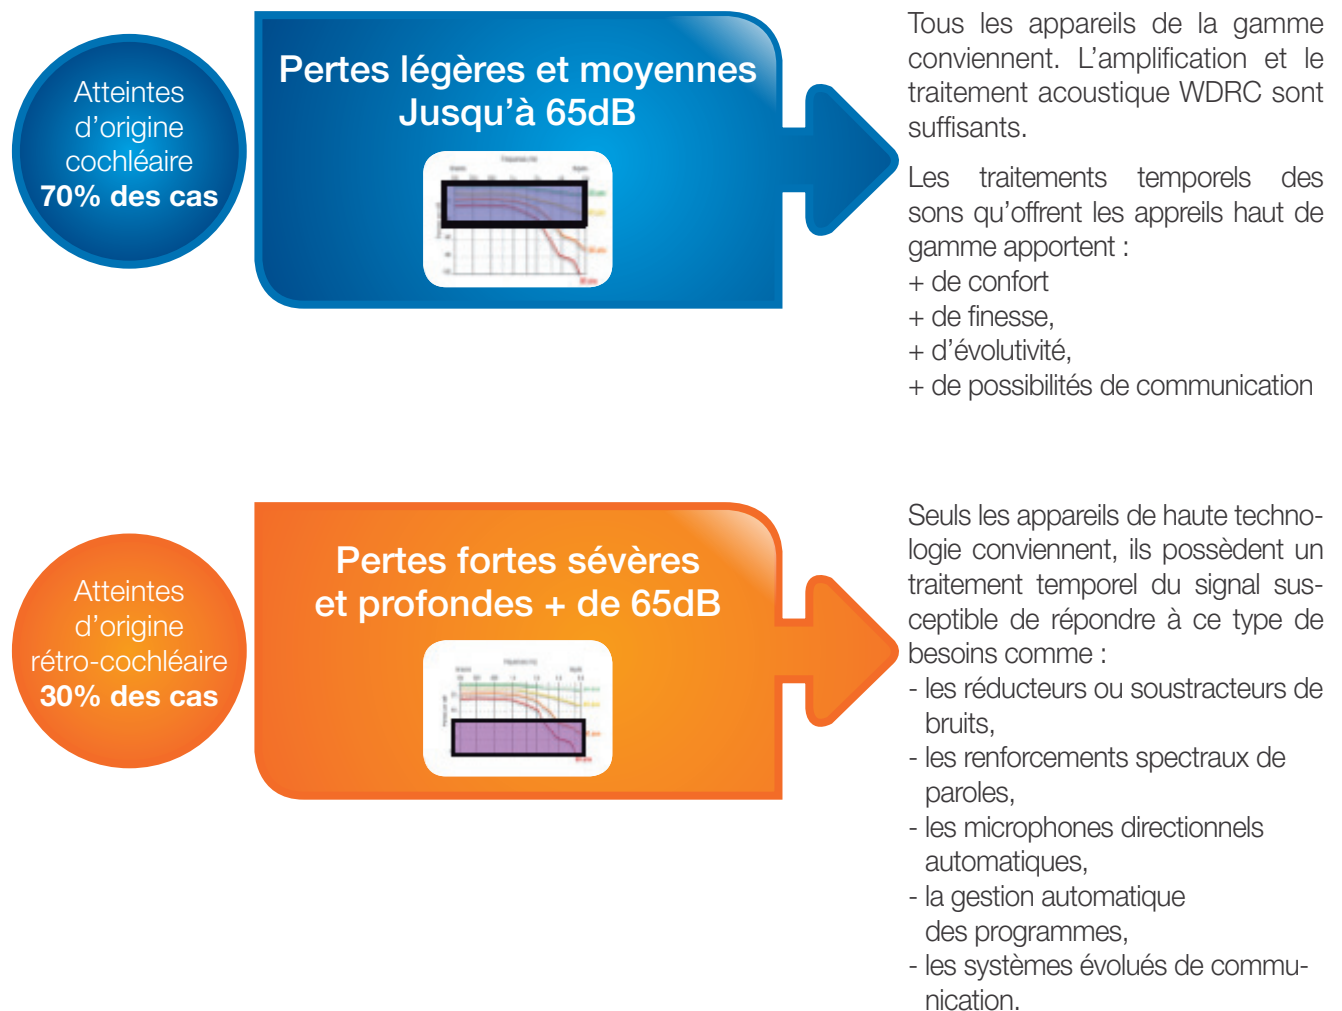 Atteintes
d’origine
cochléaire
70% des cas
Pertes légères et moyennes
Jusqu’à 65dB
Tous les appareils de la gamme
conviennent. L’amplification et le
traitement acoustique WDRC sont
suffisants.
Les traitements temporels des
sons qu’offrent les appreils haut de
gamme apportent :
+ de confort
+ de finesse,
+ d’évolutivité,
+ de possibilités de communication
Atteintes
d’origine
rétro-cochléaire
30% des cas
Pertes fortes sévères
et profondes + de 65dB
Seuls les appareils de haute techno-
logie conviennent, ils possèdent un
traitement temporel du signal sus-
ceptible de répondre à ce type de
besoins comme :
- les réducteurs ou soustracteurs de
bruits,
- les renforcements spectraux de
paroles,
- les microphones directionnels
automatiques,
- la gestion automatique
des programmes,
- les systèmes évolués de commu-
nication.